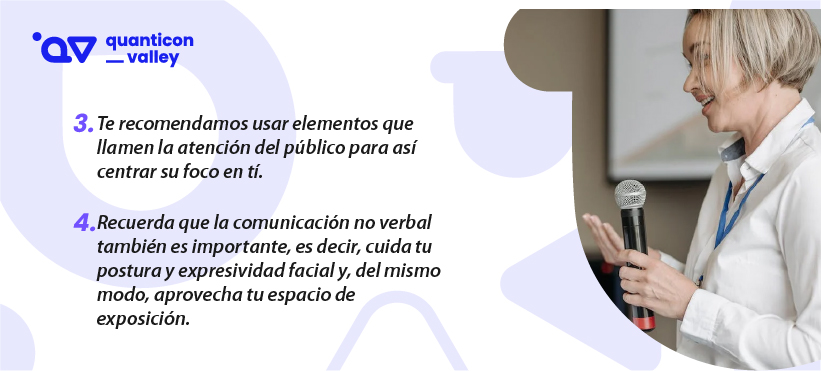 quanticon
valley
3. Te recomendamos usar elementos que
llamen la atención del público para así
centrar su foco en tí.
4. Recuerda que la comunicación no verbal
también es importante, es decir, cuida tu
postura y expresividad facial y, del mismo
modo, aprovecha tu espacio de
exposición.